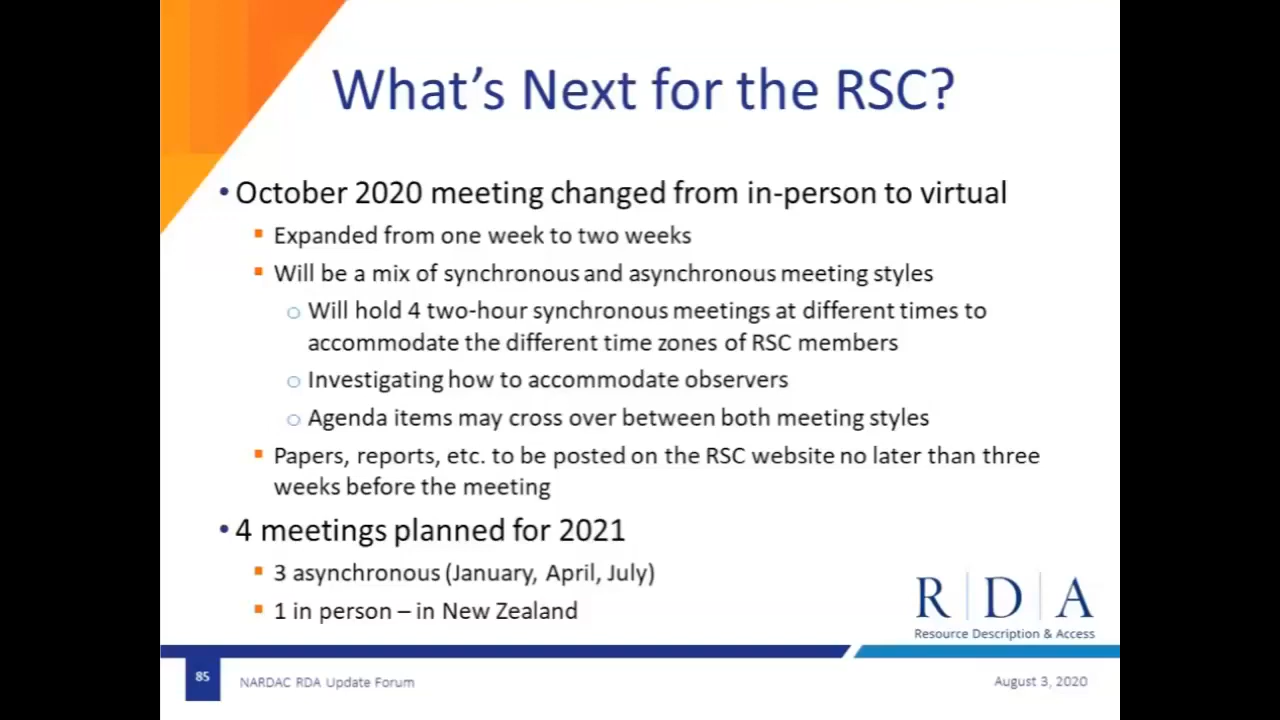 What's Next for the RSC?
• October 2020 meeting changed from in-person to virtual
▪ Expanded from one week to two weeks
▪ Will be a mix of synchronous and asynchronous meeting styles
○ Will hold 4 two-hour synchronous meetings at different times to
accommodate the different time zones of RSC members
○ Investigating how to accommodate observers
○ Agenda items may cross over between both meeting styles
▪ Papers, reports, etc. to be posted on the RSC website no later than three
weeks before the meeting
• 4 meetings planned for 2021
▪ 3 asynchronous (January, April, July)
▪ 1 in person – in New Zealand
R | D | A
Resource Description & Access
85
NARDAC RDA Update Forum
August 3, 2020